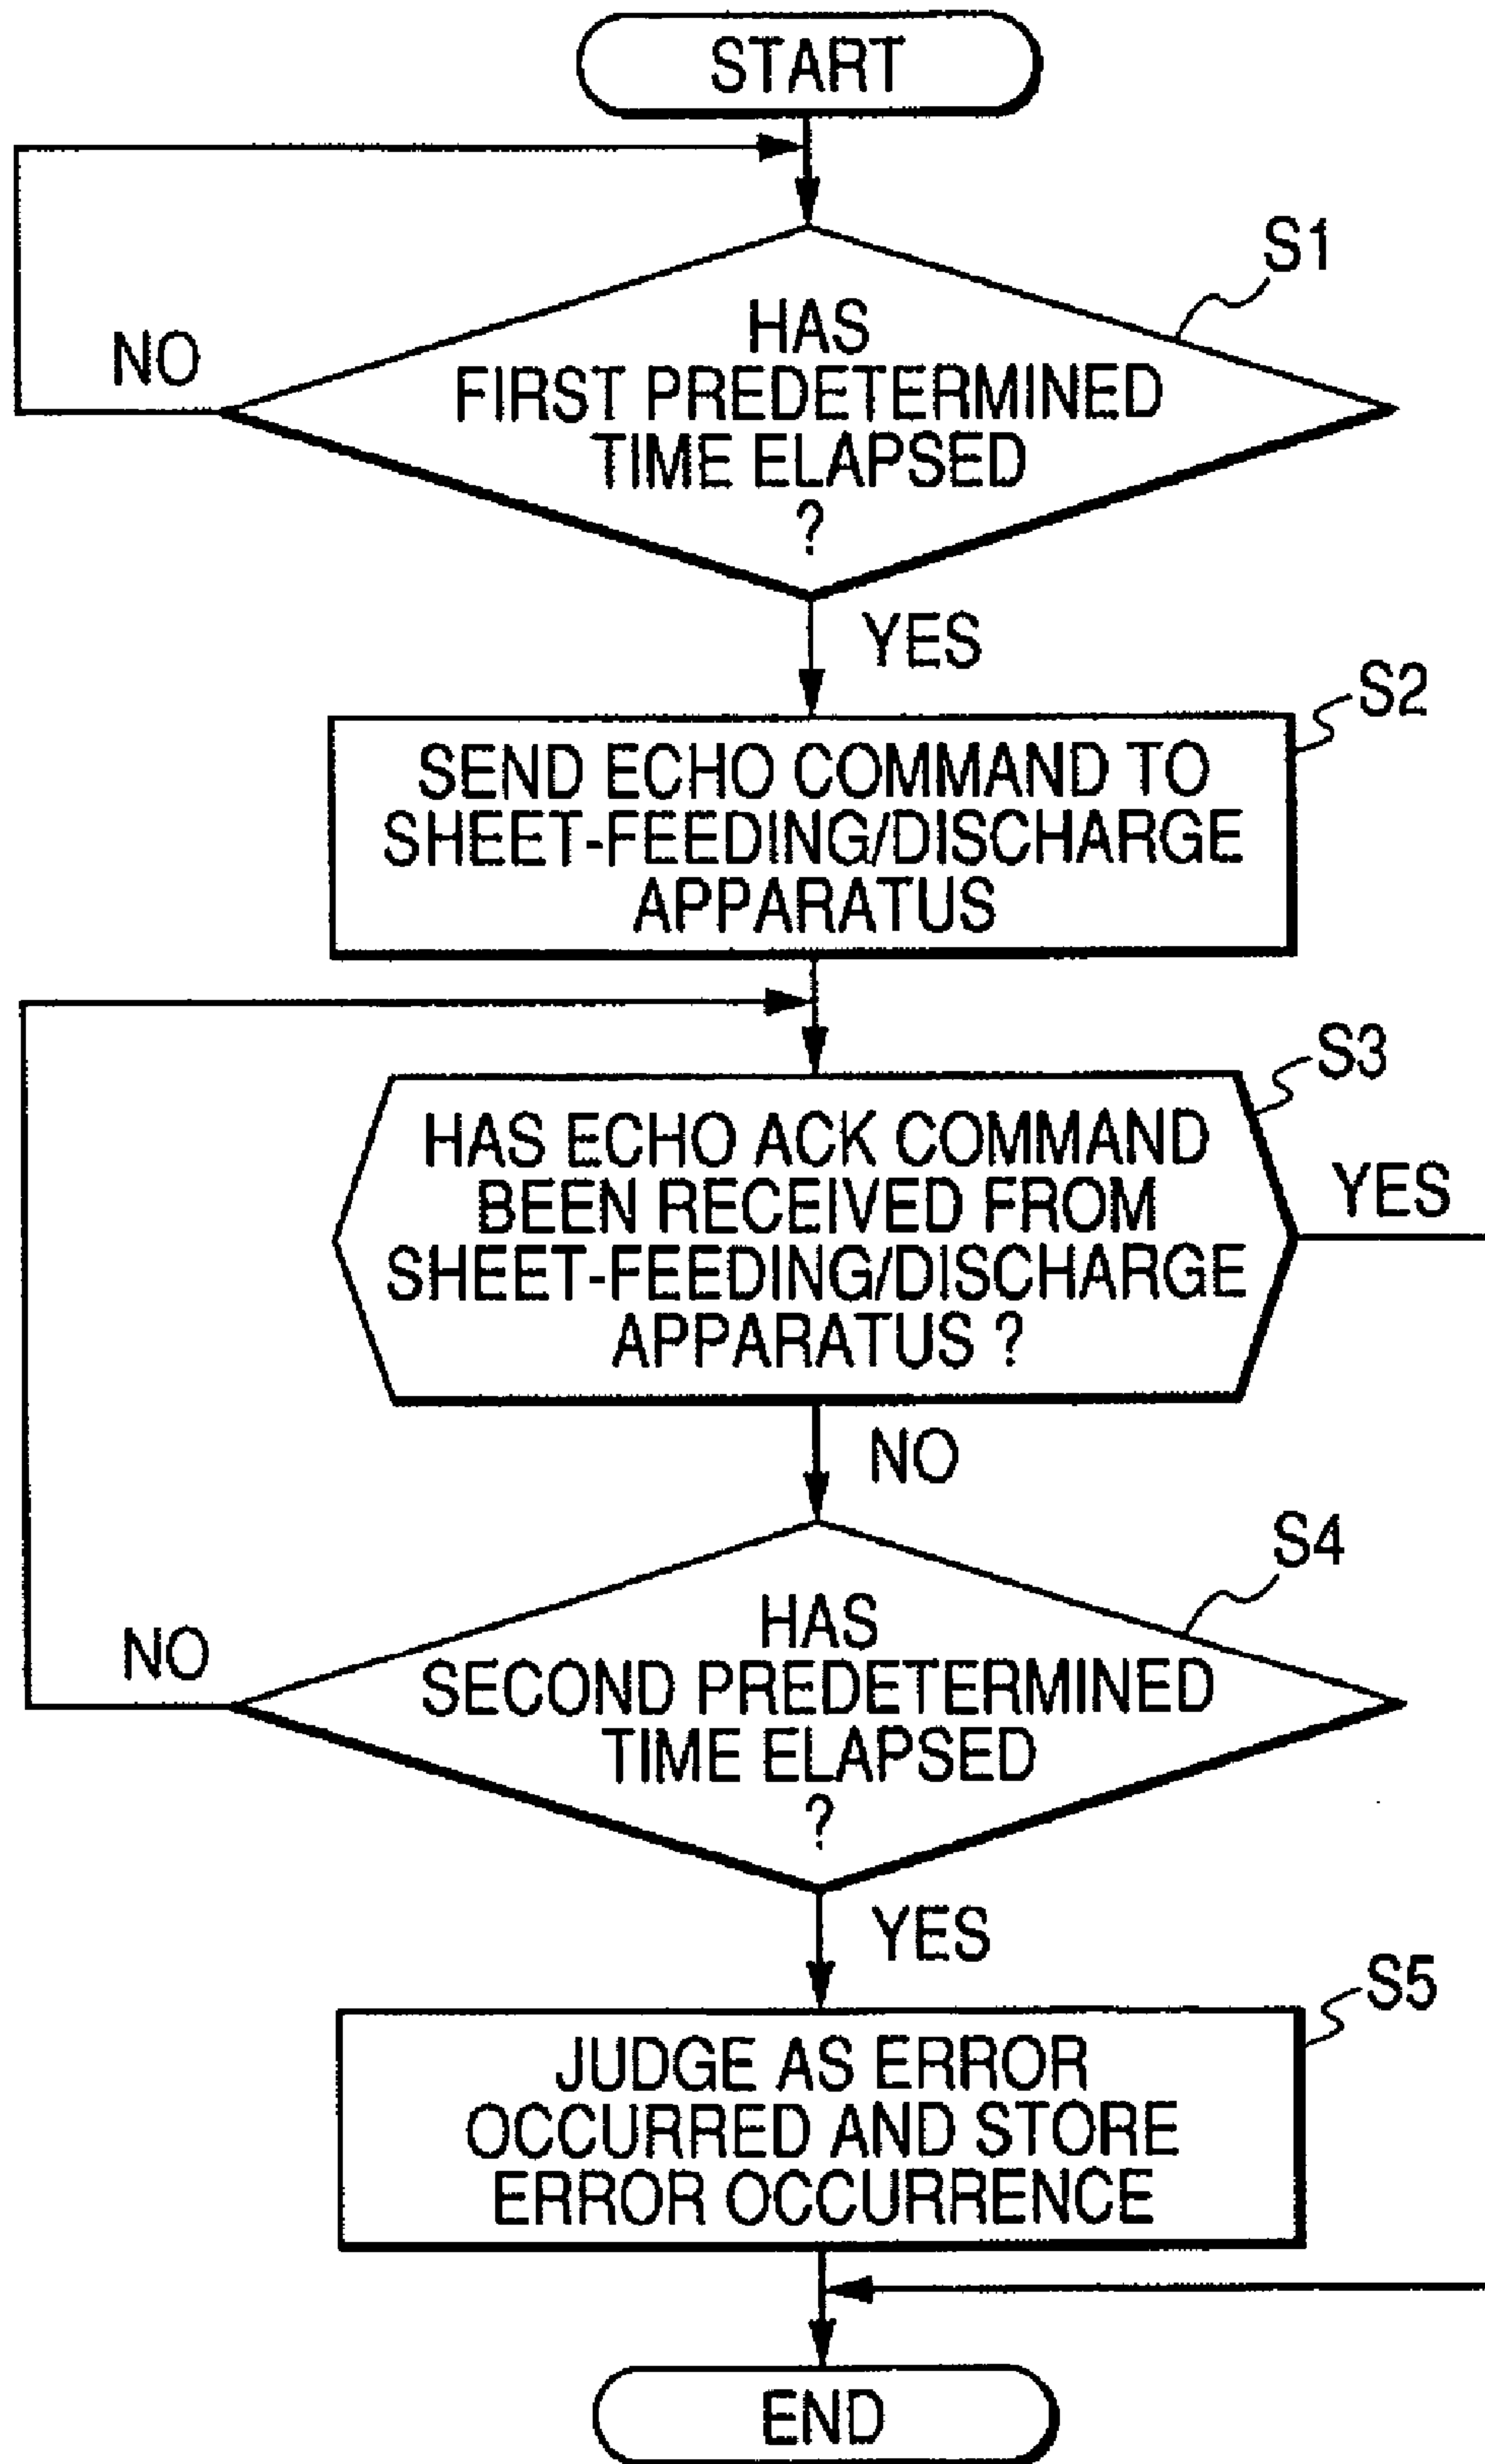 START
S1
HAS
FIRST PREDETERMINED
TIME ELAPSED
?
NO
YES
S2
SEND ECHO COMMAND TO
SHEET-FEEDING/DISCHARGE
APPARATUS
S3
HAS ECHO ACK COMMAND
BEEN RECEIVED FROM
SHEET-FEEDING/DISCHARGE
APPARATUS ?
YES
NO
S4
HAS
SECOND PREDETERMINED
TIME ELAPSED
?
NO
YES
S5
JUDGE AS ERROR
OCCURRED AND STORE
ERROR OCCURRENCE
END